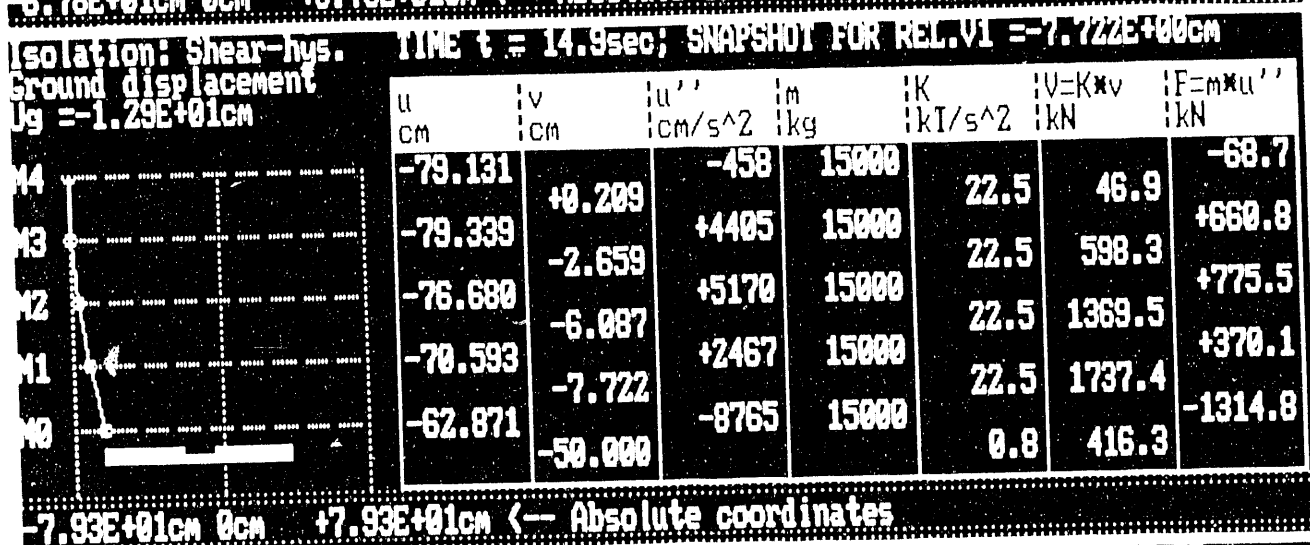 -8.78E+01cm 0cm
Isolation: Shear-hys.
Ground displacement
Ug =-1.29E+01cm
TIME t = 14.9sec; SNAPSHOT FOR REL.V1 =-7.722E+00cm
u v u'' m K V=K*v F=m*u''
cm cm cm/s^2 kg kT/s^2 kN kN
M4 -79.131 -458 15000 -68.7
+0.209 22.5 46.9
M3 -79.339 +4405 15000 +660.8
-2.659 22.5 598.3
M2 -76.680 +5170 15000 +775.5
-6.087 22.5 1369.5
M1 -70.593 +2467 15000 +370.1
-7.722 22.5 1737.4
M0 -62.871 -8765 15000 -1314.8
-50.000 0.8 416.3
-7.93E+01cm 0cm +7.93E+01cm <-- Absolute coordinates